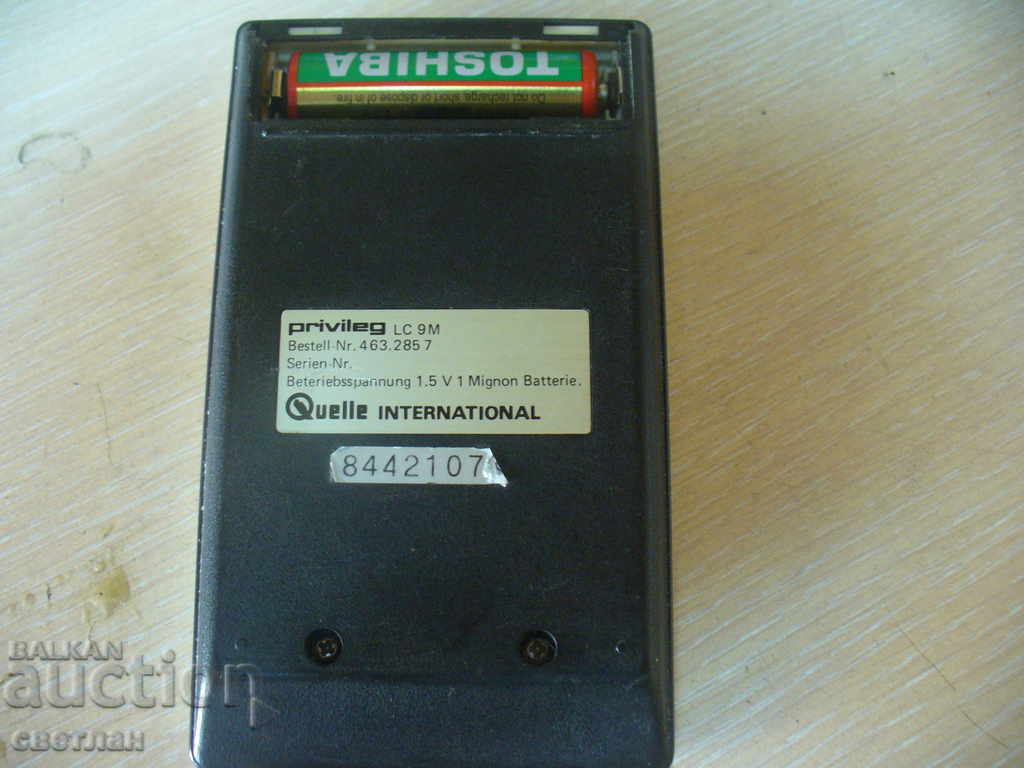 TOSHIBA
Do not recharge, short or dispose of in fire.
privileg LC 9M
Bestell-Nr. 463.285 7
Serien-Nr.
Beteriebsspannung 1.5 V 1 Mignon Batterie.
Quelle INTERNATIONAL
8442107
BALKAN
auction
светлан